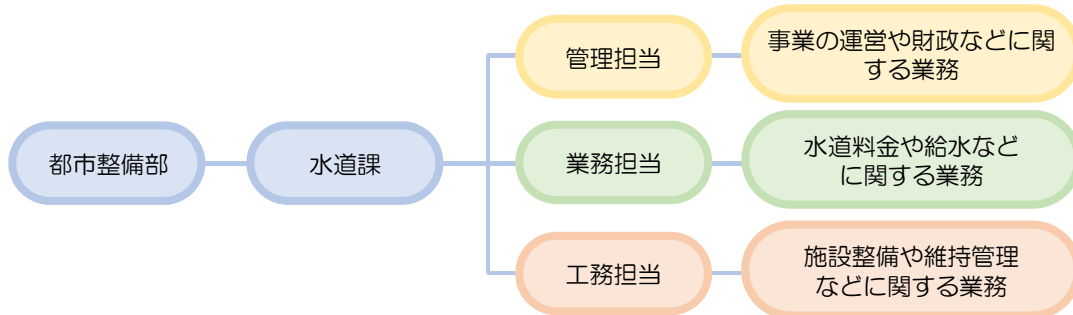 都市整備部
水道課
管理担当
事業の運営や財政などに関
する業務
業務担当
水道料金や給水など
に関する業務
工務担当
施設整備や維持管理
などに関する業務